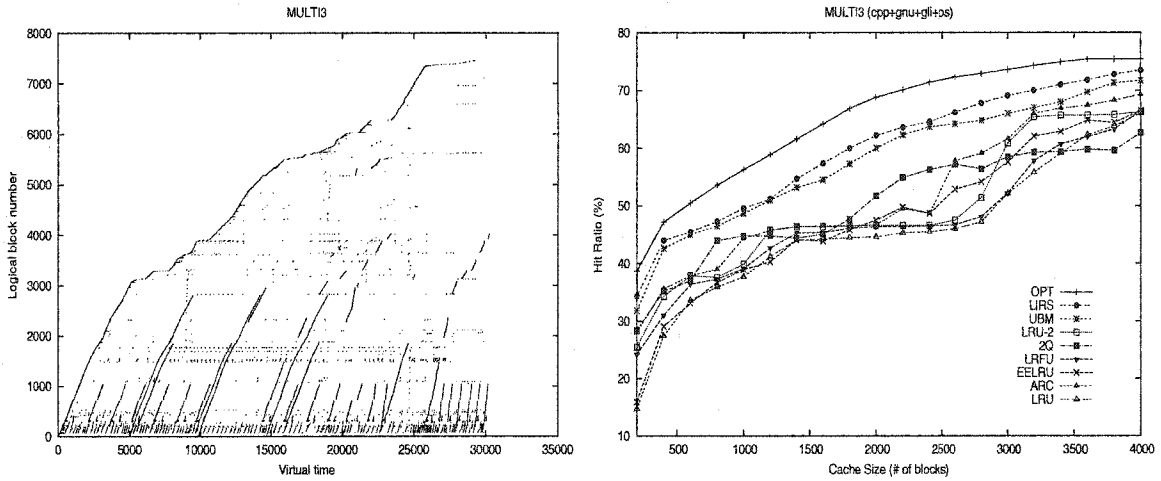 MULTI3
8000
7000
6000
5000
4000
3000
2000
1000
0
Logical block number
0
5000
10000
15000
20000
25000
30000
35000
Virtual time
MULTI3 (cpp+gnu+gli+ps)
80
70
60
50
40
30
20
10
Hit Ratio (%)
OPT
LIRS
UBM
LRU-2
2Q
LRFU
EELRU
ARC
LRU
500
1000
1500
2000
2500
3000
3500
4000
Cache Size (# of blocks)